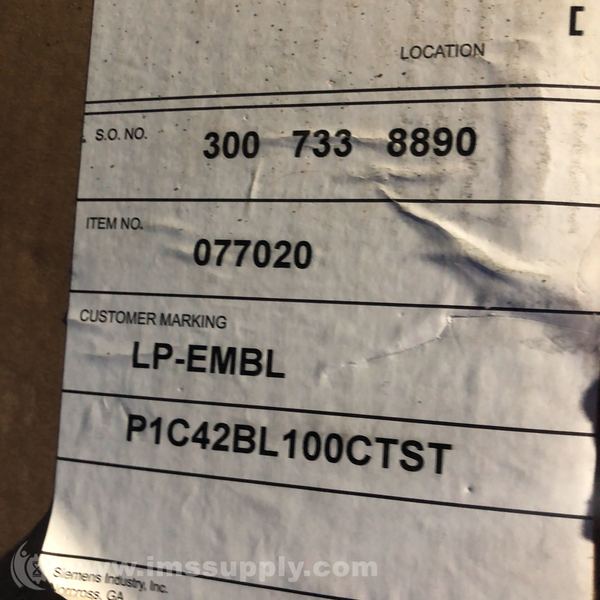 LOCATION
S.O. NO. 300 733 8890
ITEM NO.
077020
CUSTOMER MARKING
LP-EMBL
P1C42BL100CTST
www.imssupply.com
Siemens Industry, Inc.
GA